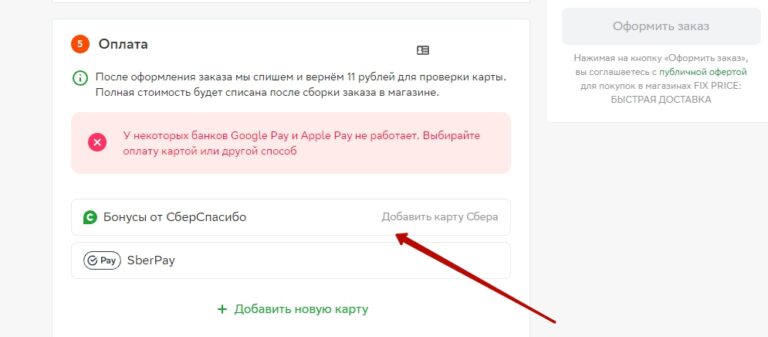 5 Оплата
После оформления заказа мы спишем и вернём 11 рублей для проверки карты.
Полная стоимость будет списана после сборки заказа в магазине.
У некоторых банков Google Pay и Apple Pay не работает. Выбирайте
оплату картой или другой способ
Бонусы от СберСпасибо Добавить карту Сбера
Pay SberPay
+ Добавить новую карту
Оформить заказ
Нажимая на кнопку «Оформить заказ»,
вы соглашаетесь с публичной офертой
для покупок в магазинах FIX PRICE:
БЫСТРАЯ ДОСТАВКА